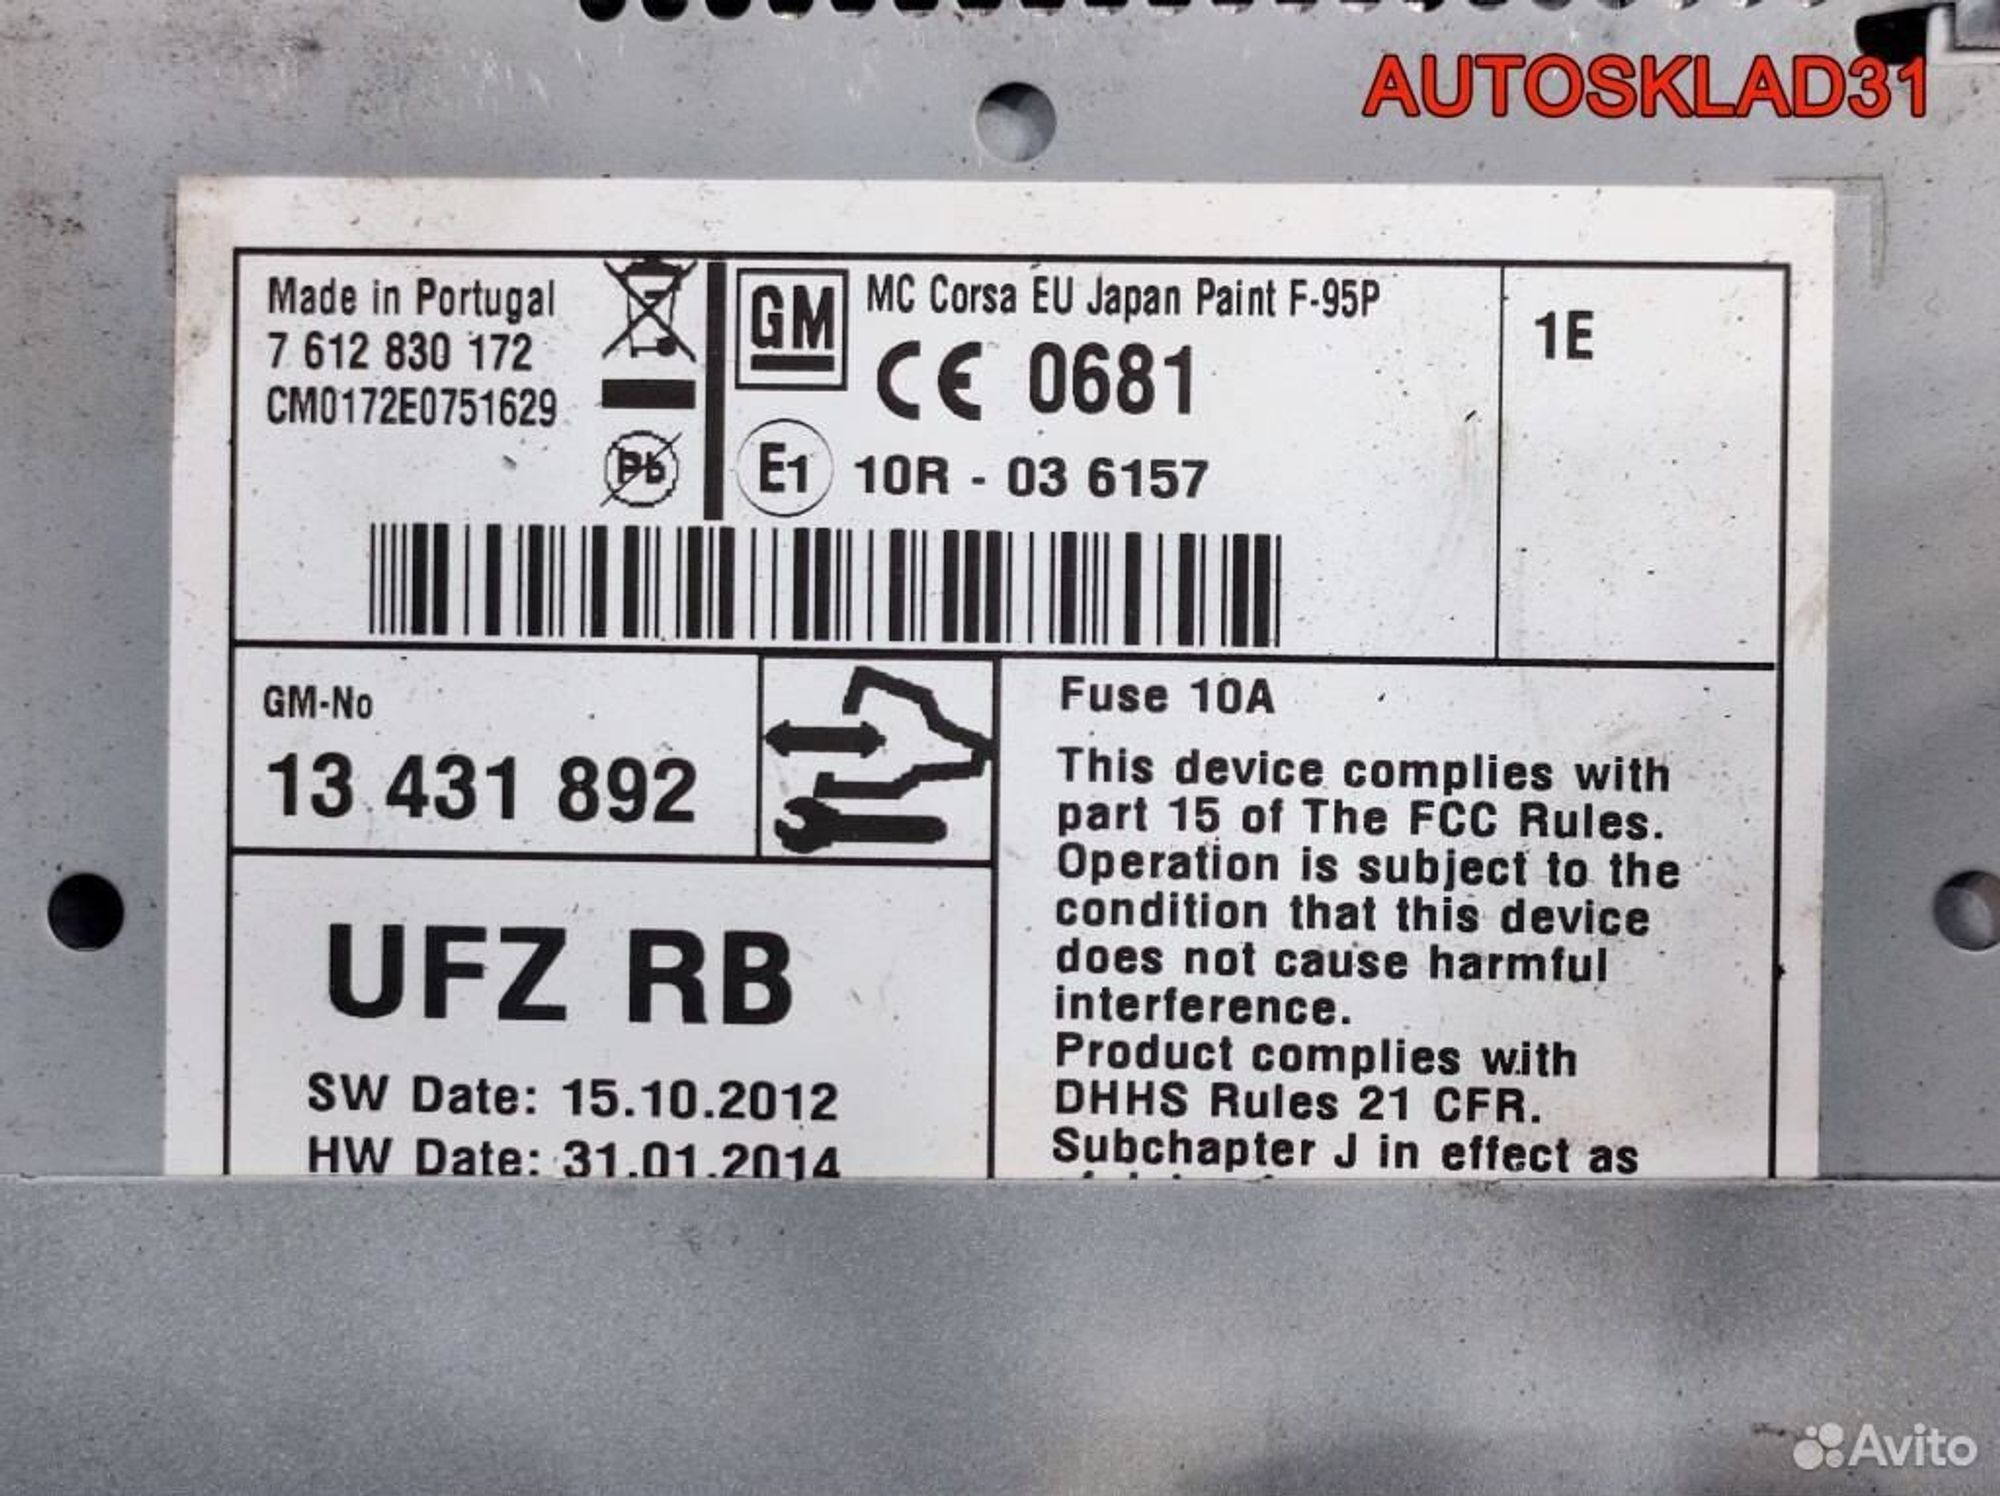 AUTOSKLAD31
Made in Portugal
7 612 830 172
CM0172E0751629
Pb
GM
MC Corsa EU Japan Paint F-95P
CE 0681
E1 10R - 03 6157
1E
GM-No
13 431 892
UFZ RB
SW Date: 15.10.2012
HW Date: 31.01.2014
Fuse 10A
This device complies with
part 15 of The FCC Rules.
Operation is subject to the
condition that this device
does not cause harmful
interference.
Product complies with
DHHS Rules 21 CFR.
Subchapter J in effect as
Avito